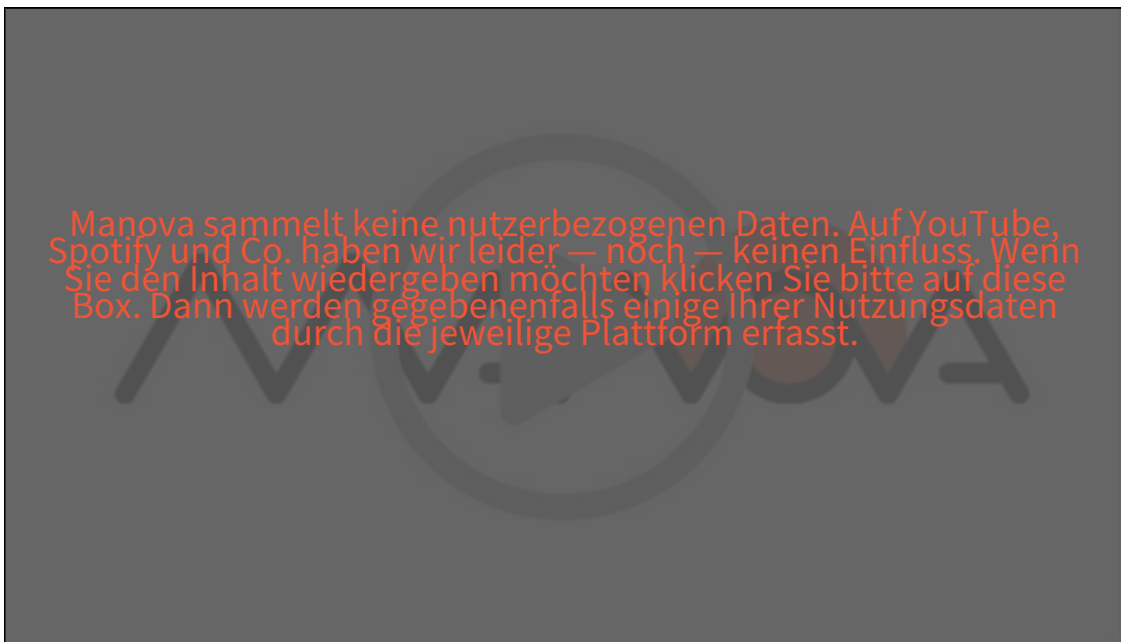 Manova sammelt keine nutzerbezogenen Daten. Auf YouTube,
Spotify und Co. haben wir leider — noch — keinen Einfluss. Wenn
Sie den Inhalt wiedergeben möchten klicken Sie bitte auf diese
Box. Dann werden gegebenenfalls einige Ihrer Nutzungsdaten
durch die jeweilige Plattform erfasst.
MANOVA